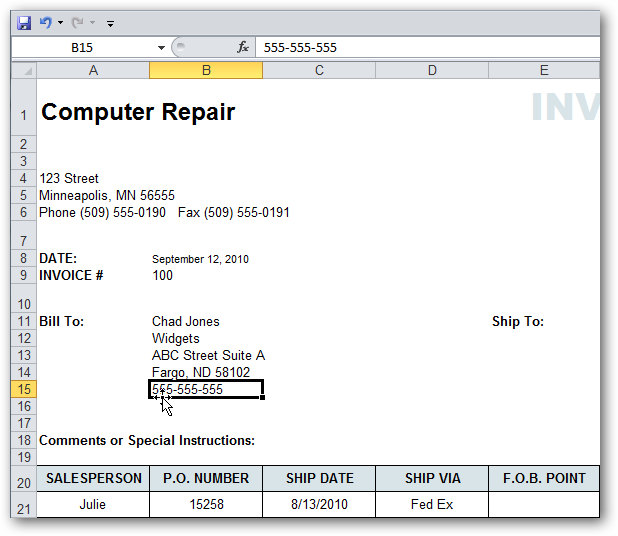 B15 fx 555-555-555
A B C D E
1 Computer Repair INV
2
3
4 123 Street
5 Minneapolis, MN 56555
6 Phone (509) 555-0190 Fax (509) 555-0191
7
8 DATE: September 12, 2010
9 INVOICE # 100
10
11 Bill To: Chad Jones Ship To:
12 Widgets
13 ABC Street Suite A
14 Fargo, ND 58102
15 555-555-555
16
17
18 Comments or Special Instructions:
19
20 SALESPERSON P.O. NUMBER SHIP DATE SHIP VIA F.O.B. POINT
21 Julie 15258 8/13/2010 Fed Ex